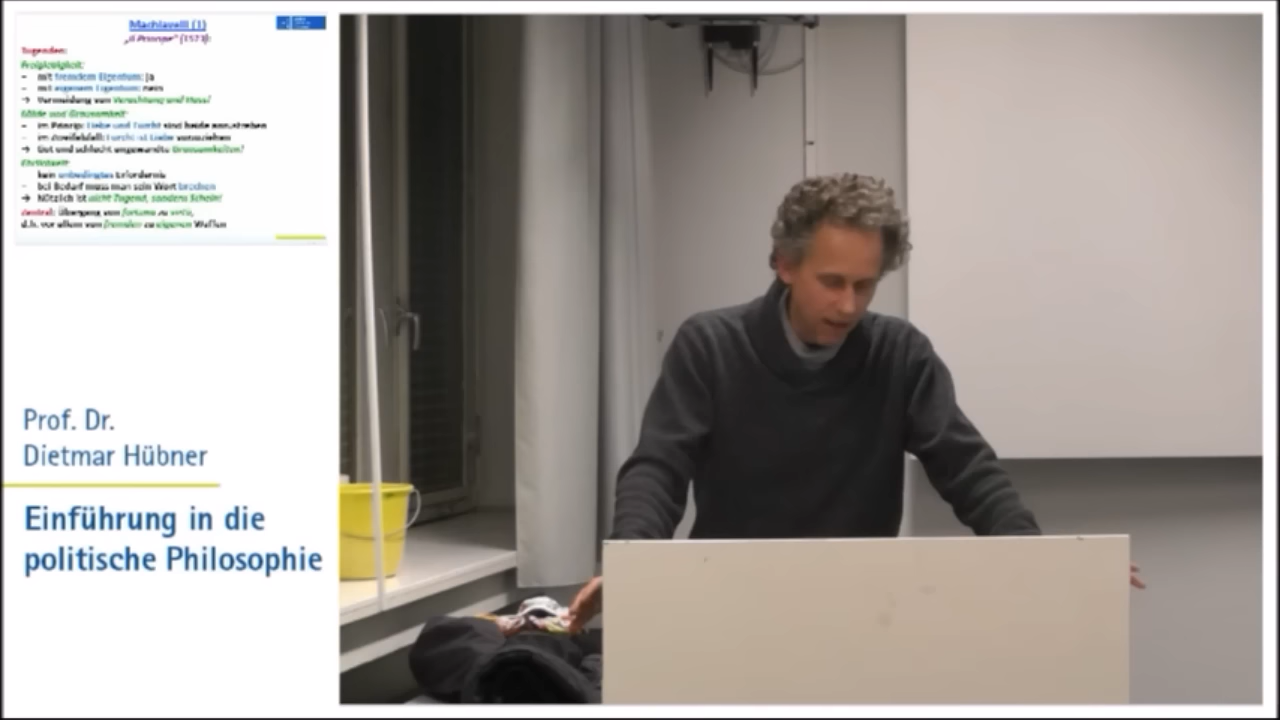 Machiavelli (1)
„Il Principe“
Tugenden:
Freigiebigkeit:
- mit fremdem Eigentum: ja
- mit eigenem Eigentum: nein
→ Vermeidung von Verachtung und Hass!
Milde und Grausamkeit:
- im Prinzip: Liebe und Furcht sind beide anzustreben
- im Zweifelsfall: Furcht ist Liebe vorzuziehen
→ Gut und schlecht angewandte Grausamkeiten!
Ehrlichkeit:
- kein unbedingtes Erfordernis
- bei Bedarf muss man sein Wort brechen
→ Nützlich ist nicht Tugend, sondern Schein!
Zentral: Übergang von fortuna zu virtù,
d.h. vor allem von fremden zu eigenen Waffen
Prof. Dr.
Dietmar Hübner
Einführung in die
politische Philosophie